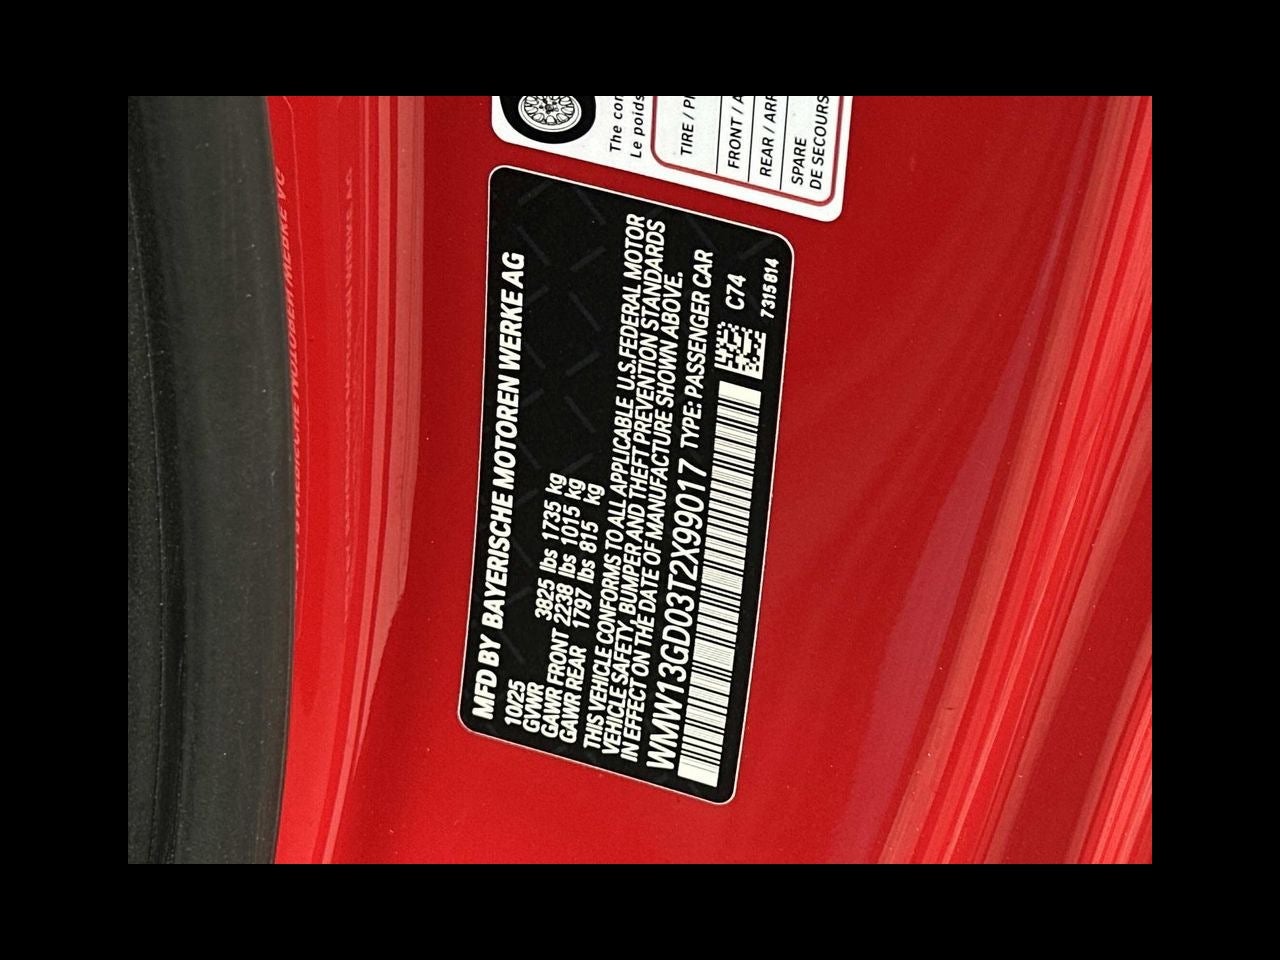 The con
Le poids
TIRE / P
FRONT / A
REAR / ARR
SPARE
DE SECOURS
MFD BY BAYERISCHE MOTOREN WERKE AG
10/25
GVWR 3825 lbs 1735 kg
GAWR FRONT 2238 lbs 1015 kg
GAWR REAR 1797 lbs 815 kg
THIS VEHICLE CONFORMS TO ALL APPLICABLE U.S.FEDERAL MOTOR
VEHICLE SAFETY, BUMPER AND THEFT PREVENTION STANDARDS
IN EFFECT ON THE DATE OF MANUFACTURE SHOWN ABOVE.
WMW13GD03T2X99017 TYPE: PASSENGER CAR
C74
7315814